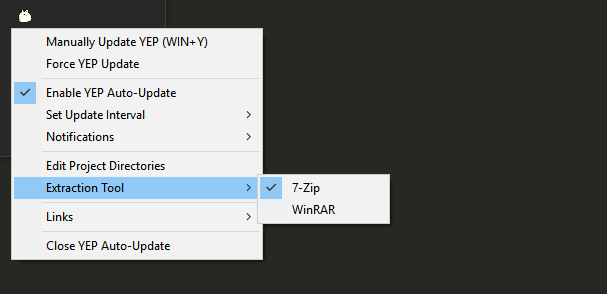 Manually Update YEP (WIN+Y)
Force YEP Update
Enable YEP Auto-Update
Set Update Interval
Notifications
Edit Project Directories
Extraction Tool
7-Zip
WinRAR
Links
Close YEP Auto-Update